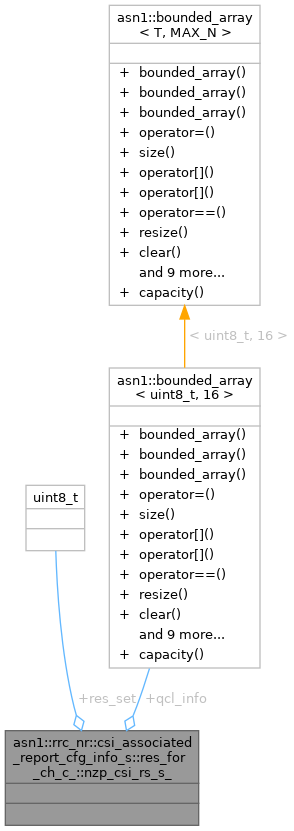 asn1::bounded_array
< T, MAX_N >
+ bounded_array()
+ bounded_array()
+ bounded_array()
+ operator=()
+ size()
+ operator[]()
+ operator[]()
+ operator==()
+ resize()
+ clear()
and 9 more...
+ capacity()
< uint8_t, 16 >
asn1::bounded_array
< uint8_t, 16 >
+ bounded_array()
+ bounded_array()
+ bounded_array()
+ operator=()
+ size()
+ operator[]()
+ operator[]()
+ operator==()
+ resize()
+ clear()
and 9 more...
+ capacity()
uint8_t
+res_set
+qcl_info
asn1::rrc_nr::csi_associated
_report_cfg_info_s::res_for
_ch_c_::nzp_csi_rs_s_